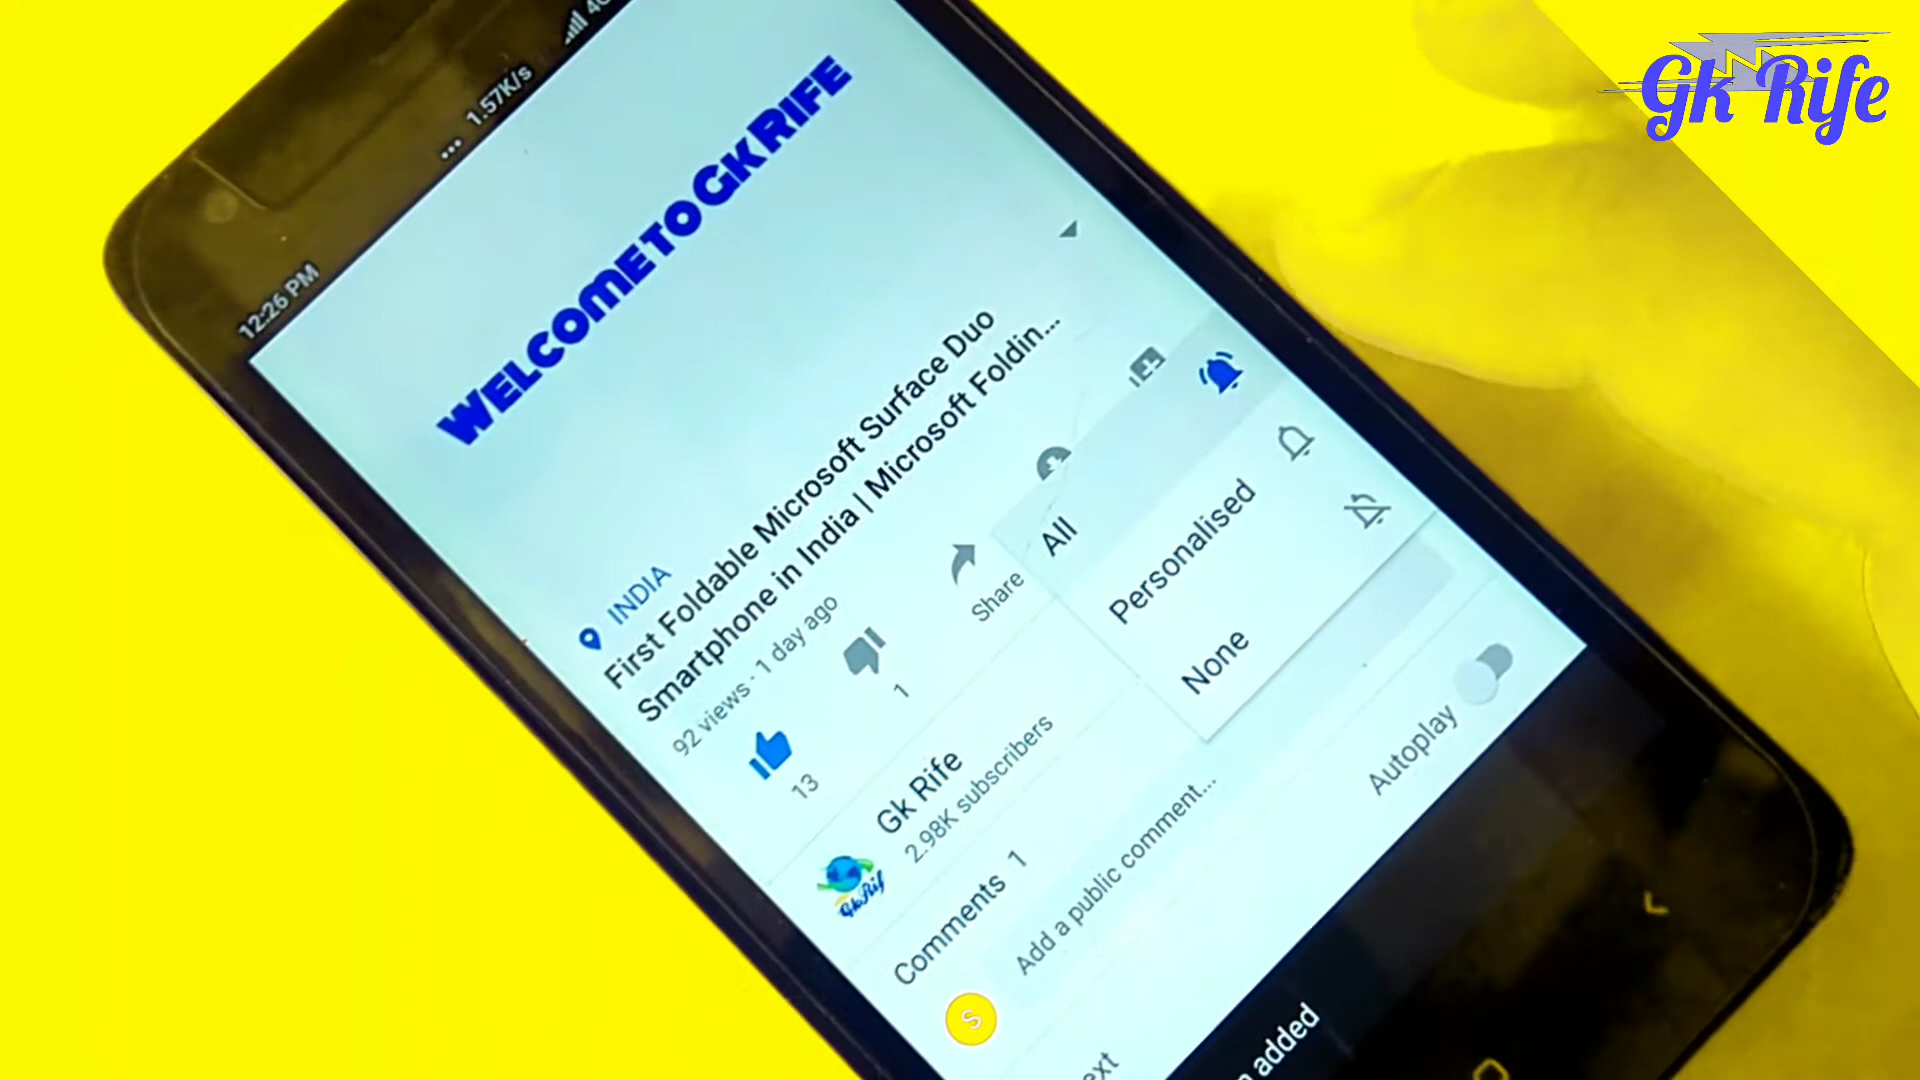 Gk Rife
12:26 PM
... 1.57K/s
WELCOME TO GK RIFE
INDIA
First Foldable Microsoft Surface Duo
Smartphone in India | Microsoft Foldin...
92 views · 1 day ago
13
1
Share
All
Personalised
None
Gk Rife
2.98K subscribers
Comments 1
S
Add a public comment...
Autoplay
added